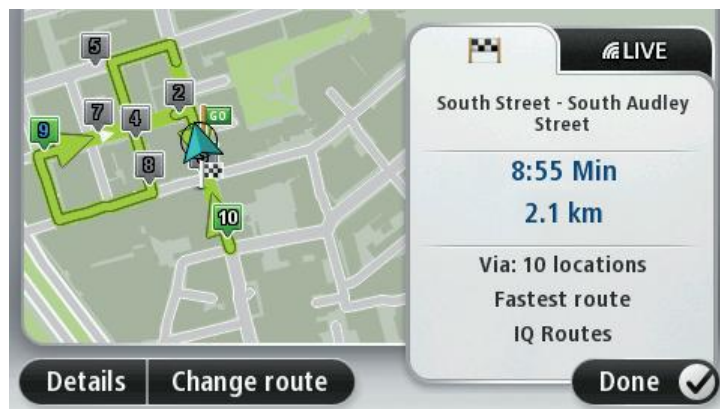 5
2
7
4
GO
9
8
10
LIVE
South Street - South Audley
Street
8:55 Min
2.1 km
Via: 10 locations
Fastest route
IQ Routes
Details
Change route
Done